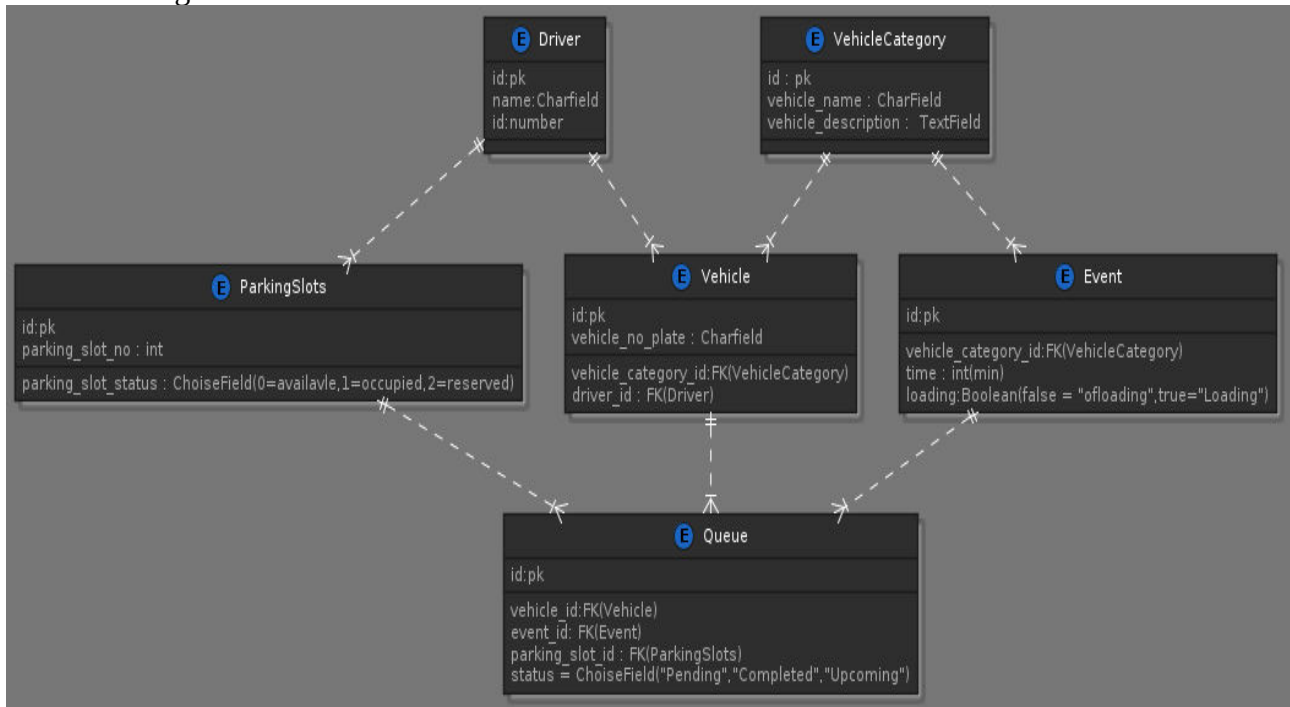 E Driver
id:pk
name:Charfield
id:number
E VehicleCategory
id : pk
vehicle_name : CharField
vehicle_description : TextField
E ParkingSlots
id:pk
parking_slot_no : int
parking_slot_status : ChoiseField(0=availavle,1=occupied,2=reserved)
E Vehicle
id:pk
vehicle_no_plate : Charfield
vehicle_category_id:FK(VehicleCategory)
driver_id : FK(Driver)
E Event
id:pk
vehicle_category_id:FK(VehicleCategory)
time : int(min)
loading:Boolean(false = "ofloading",true="Loading")
E Queue
id:pk
vehicle_id:FK(Vehicle)
event_id: FK(Event)
parking_slot_id : FK(ParkingSlots)
status = ChoiseField("Pending","Completed","Upcoming")